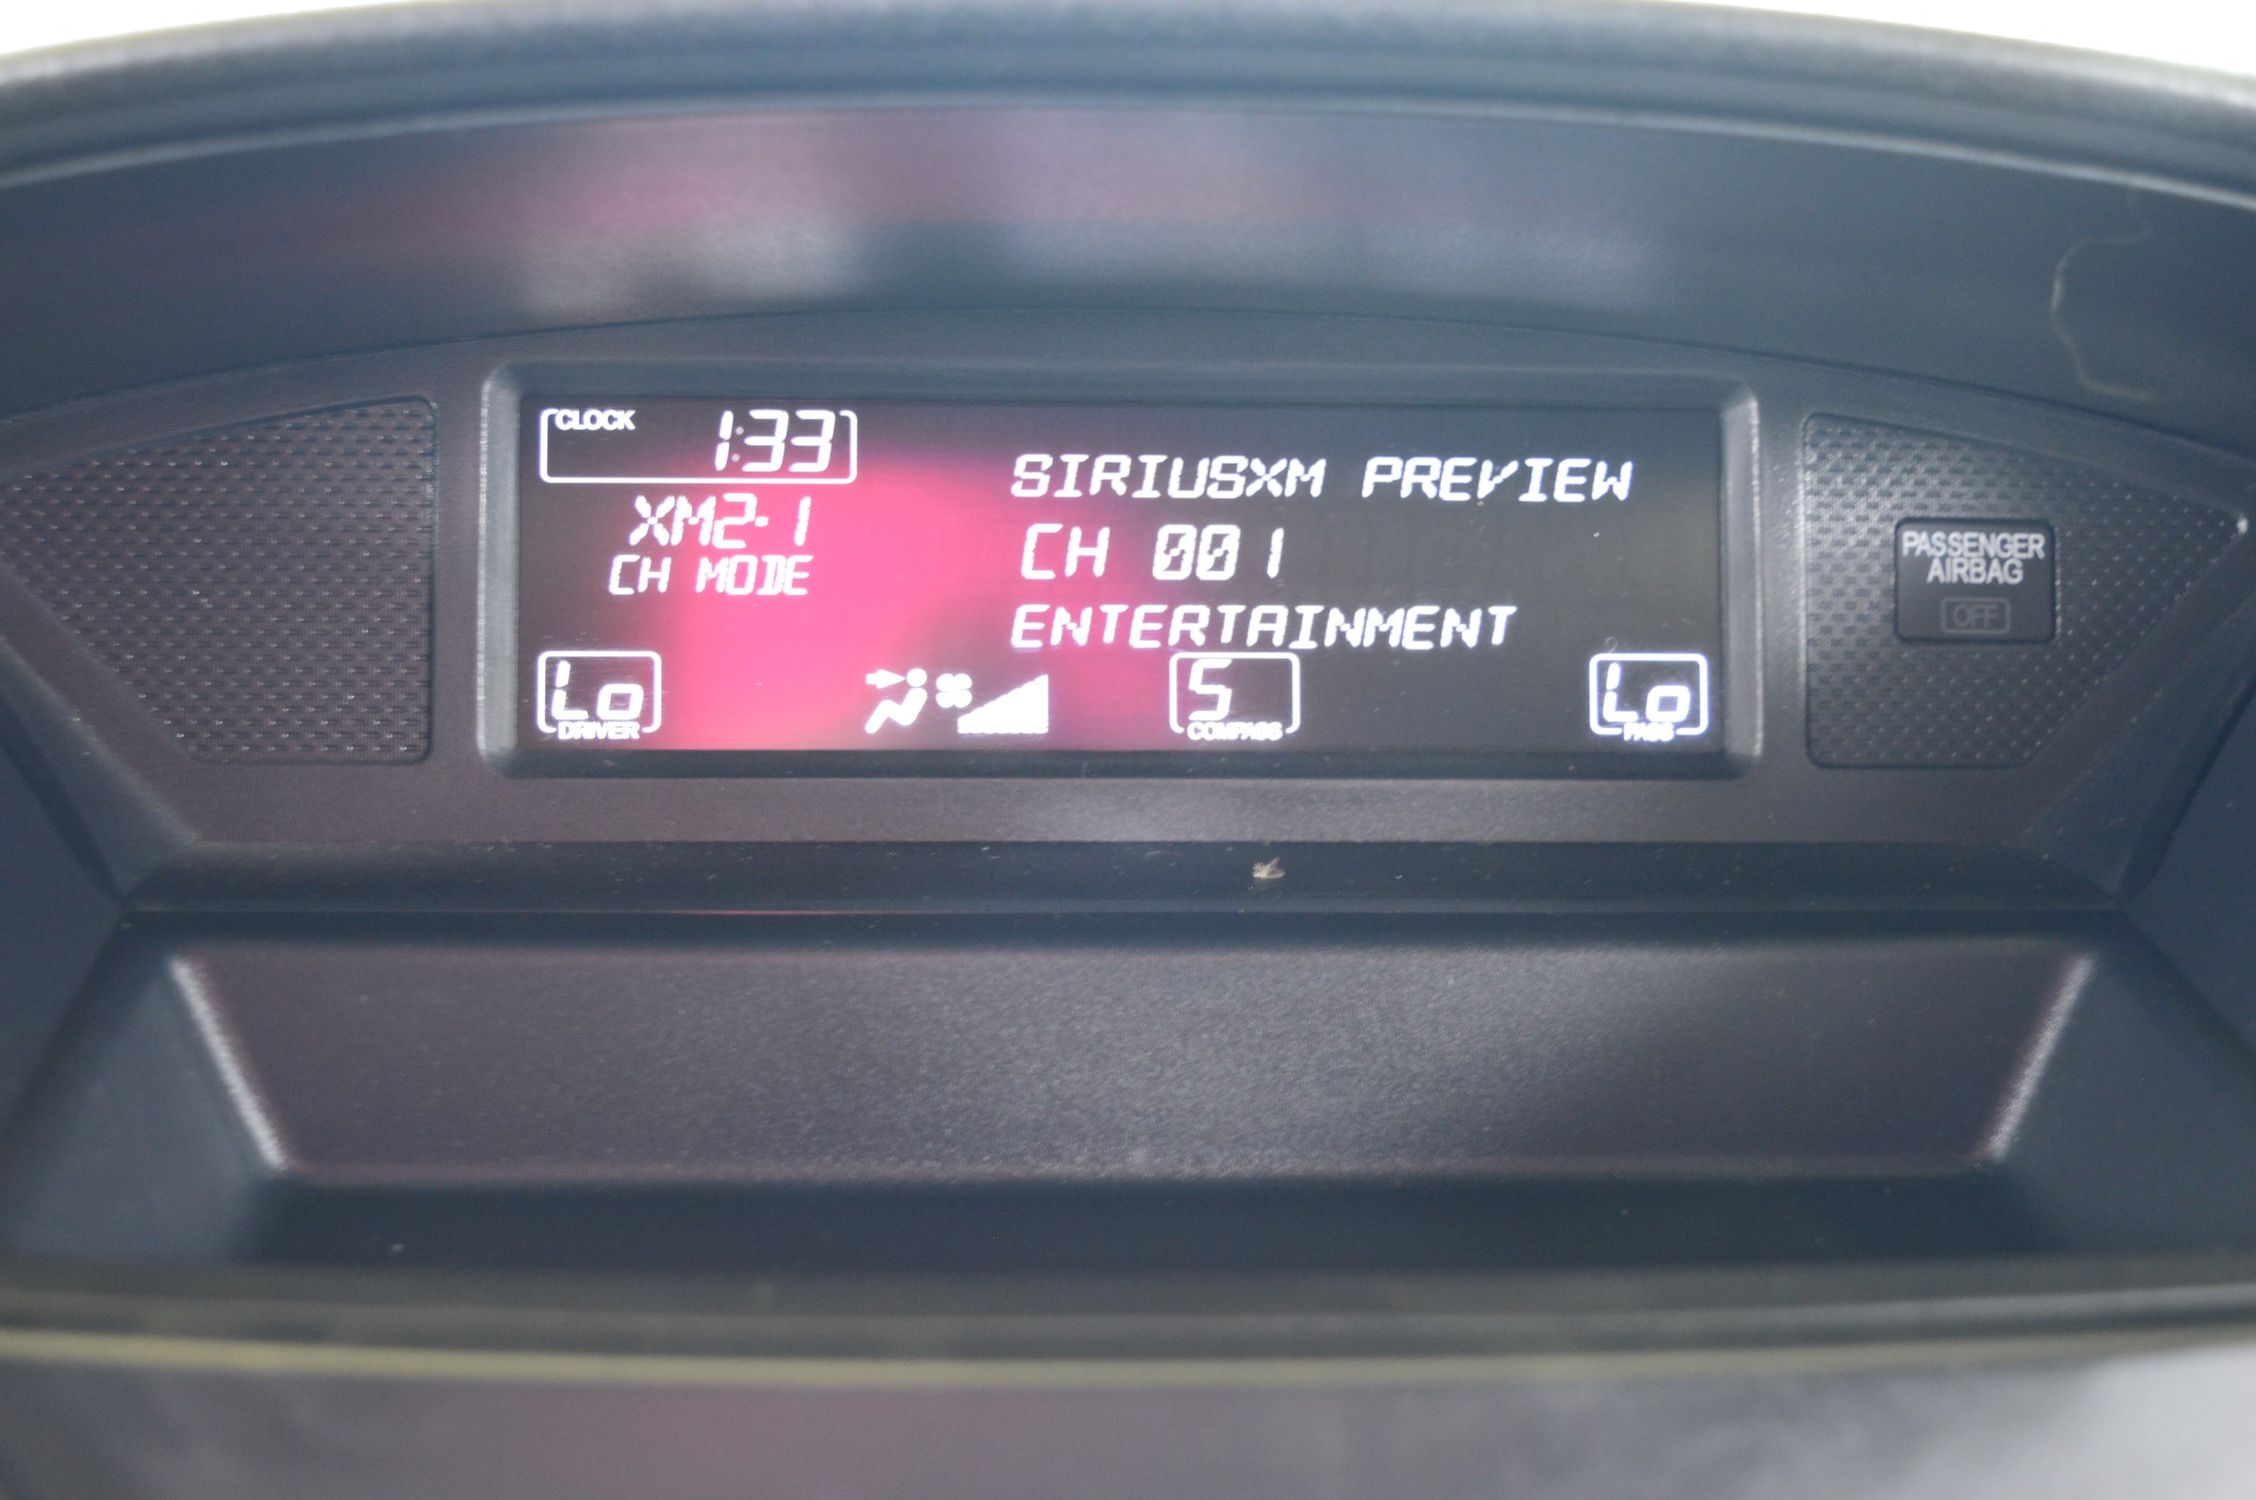 CLOCK 1:33
XM2-1
CH MODE
SIRIUSXM PREVIEW
CH 001
ENTERTAINMENT
Lo
DRIVER
S
COMPASS
Lo
PASS
PASSENGER
AIRBAG
OFF